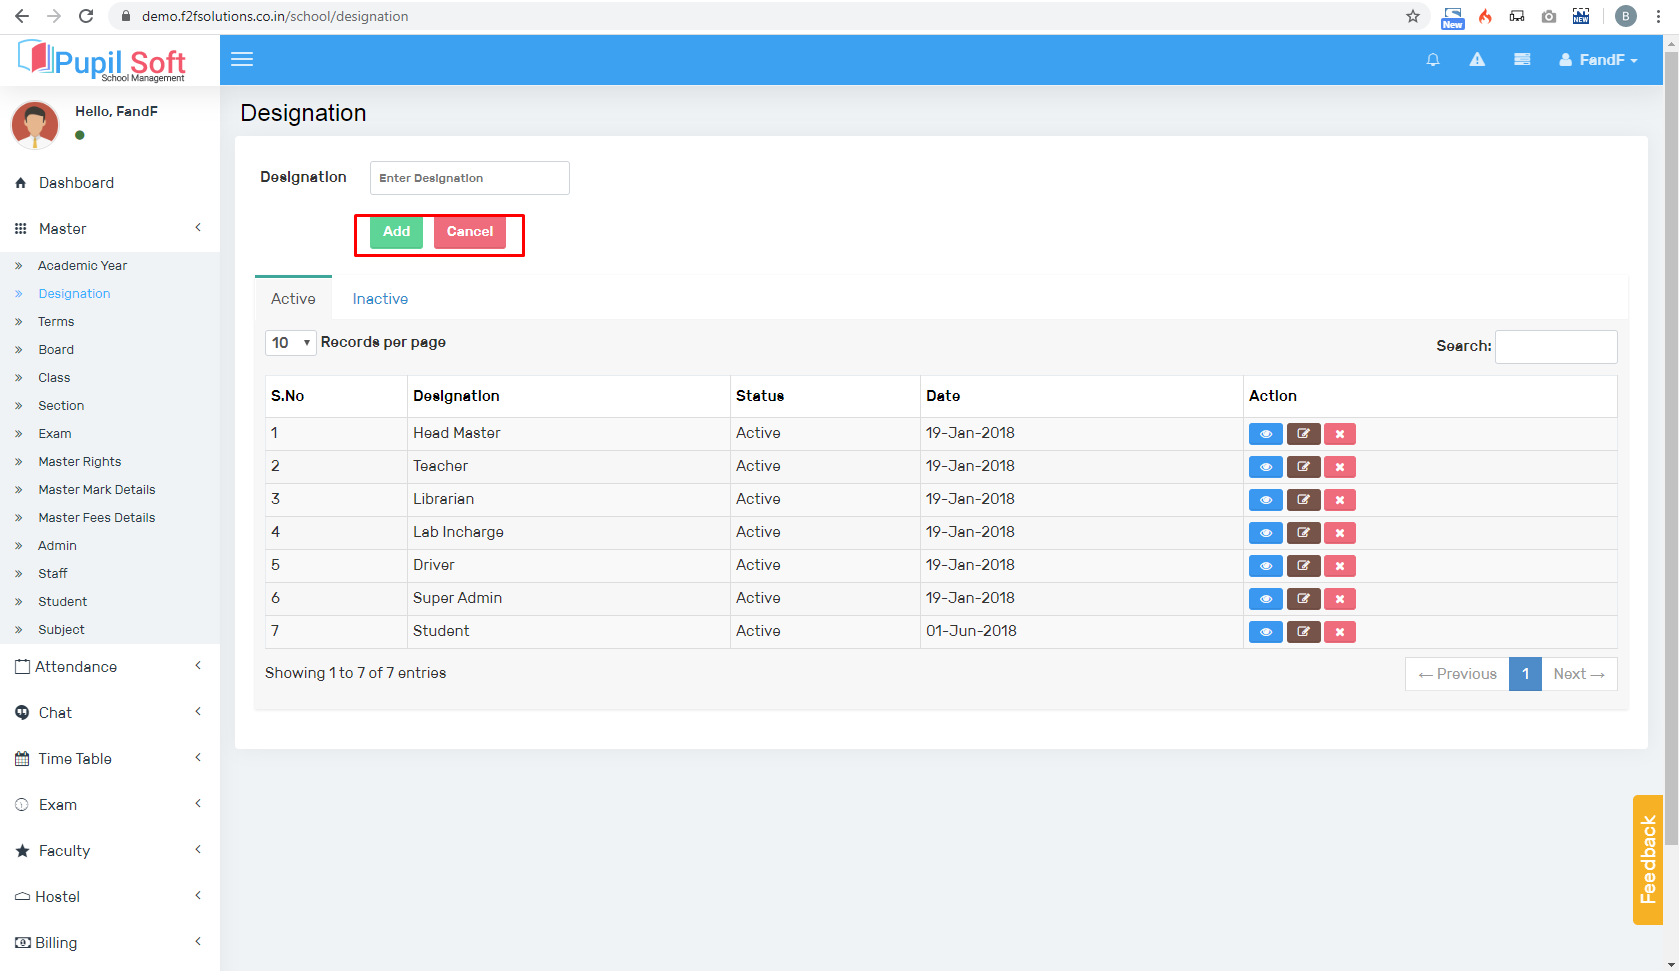 demo.f2fsolutions.co.in/school/designation
New
NEW
B
Pupil Soft
School Management
FandF
Hello, FandF
Dashboard
Master
Academic Year
Designation
Terms
Board
Class
Section
Exam
Master Rights
Master Mark Details
Master Fees Details
Admin
Staff
Student
Subject
Attendance
Chat
Time Table
Exam
Faculty
Hostel
Billing
Designation
Designation Enter Designation
Add Cancel
Active Inactive
10 Records per page
Search:
S.No Designation Status Date Action
1 Head Master Active 19-Jan-2018
2 Teacher Active 19-Jan-2018
3 Librarian Active 19-Jan-2018
4 Lab Incharge Active 19-Jan-2018
5 Driver Active 19-Jan-2018
6 Super Admin Active 19-Jan-2018
7 Student Active 01-Jun-2018
Showing 1 to 7 of 7 entries
← Previous 1 Next →
Feedback